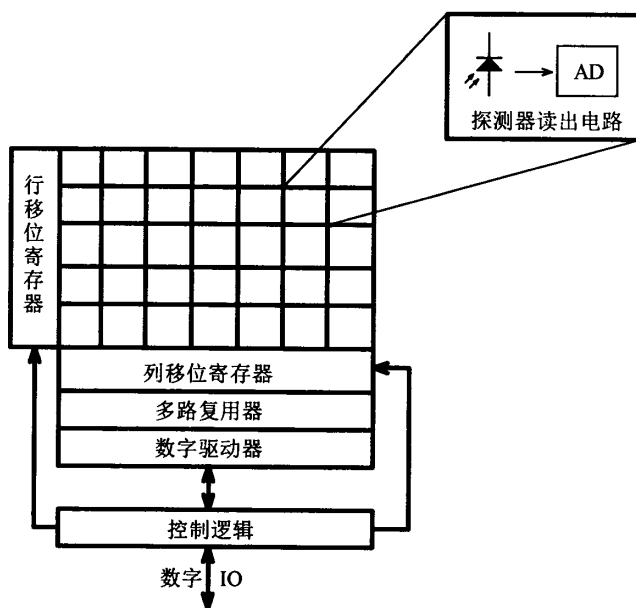 AD
探测器读出电路
行移位寄存器
列移位寄存器
多路复用器
数字驱动器
控制逻辑
数字 IO